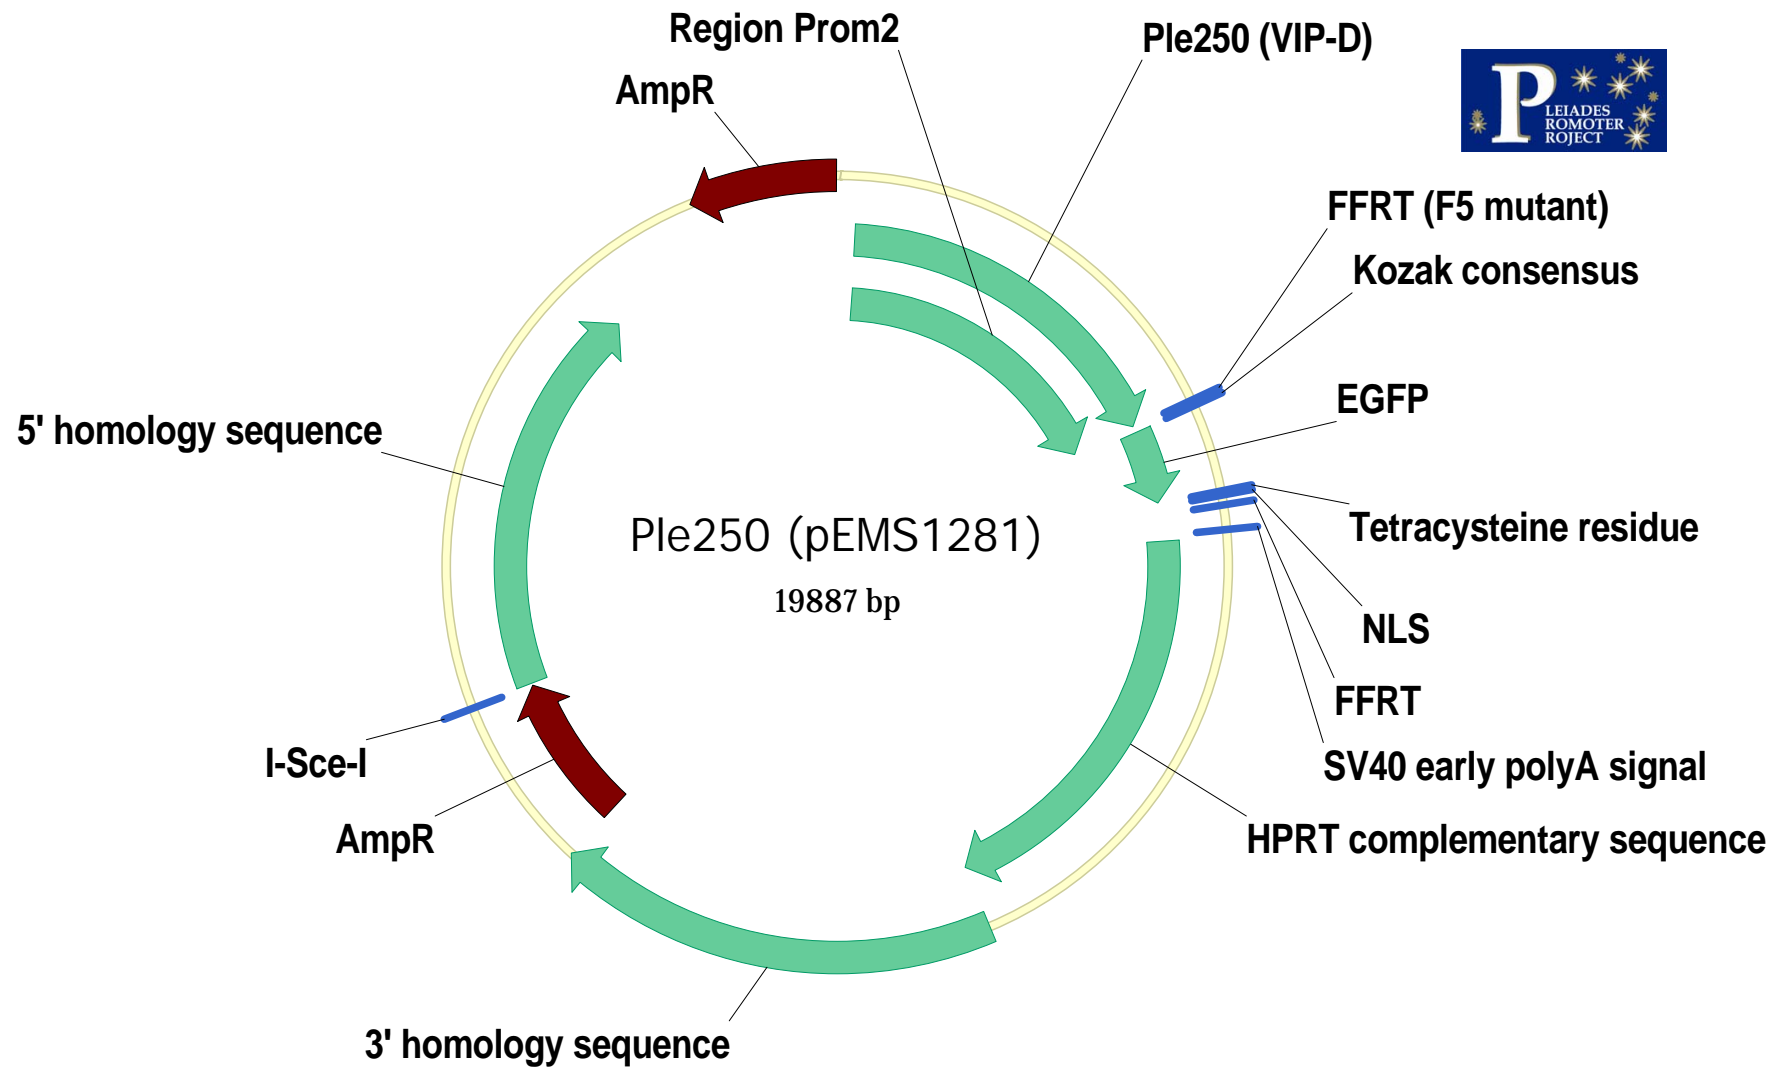 Region Prom2
Ple250 (VIP-D)
AmpR
P
LEIADES
ROMOTER
ROJECT
FFRT (F5 mutant)
Kozak consensus
EGFP
5' homology sequence
Tetracysteine residue
Ple250 (pEMS1281)
19887 bp
NLS
FFRT
I-Sce-I
SV40 early polyA signal
AmpR
HPRT complementary sequence
3' homology sequence